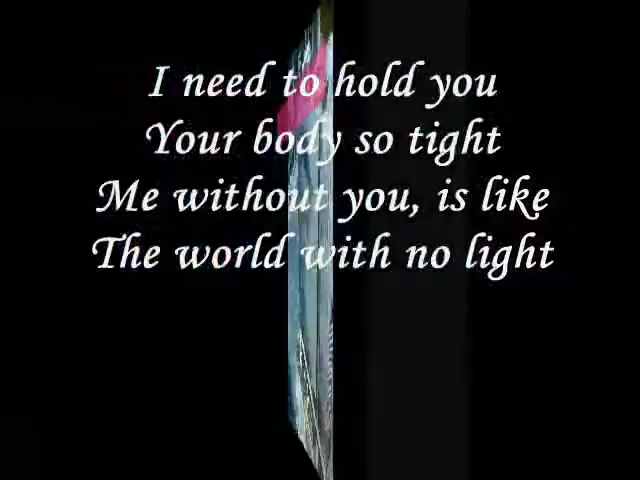 I need to hold you
Your body so tight
Me without you, is like
The world with no light